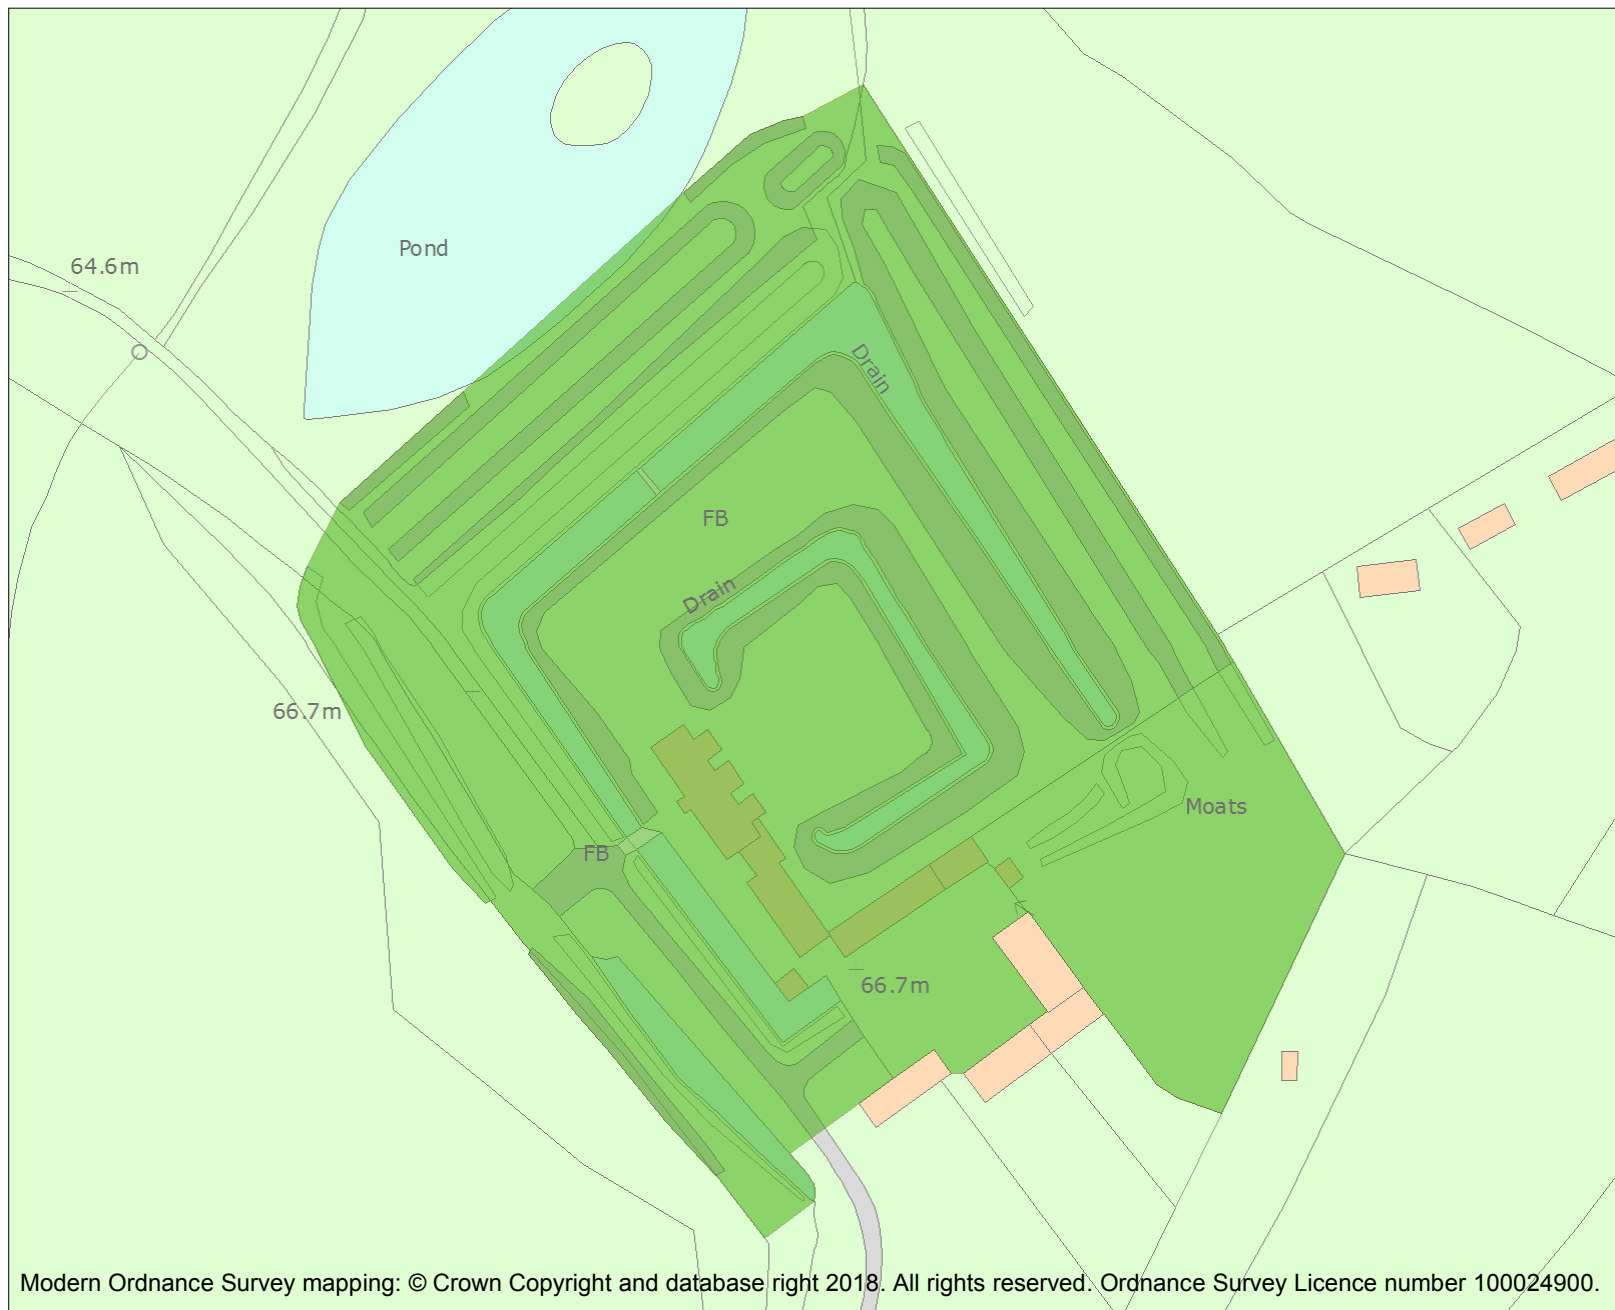 Pond
64.6m
Drain
FB
Drain
66.7m
Moats
FB
66.7m
Modern Ordnance Survey mapping: © Crown Copyright and database right 2018. All rights reserved. Ordnance Survey Licence number 100024900.